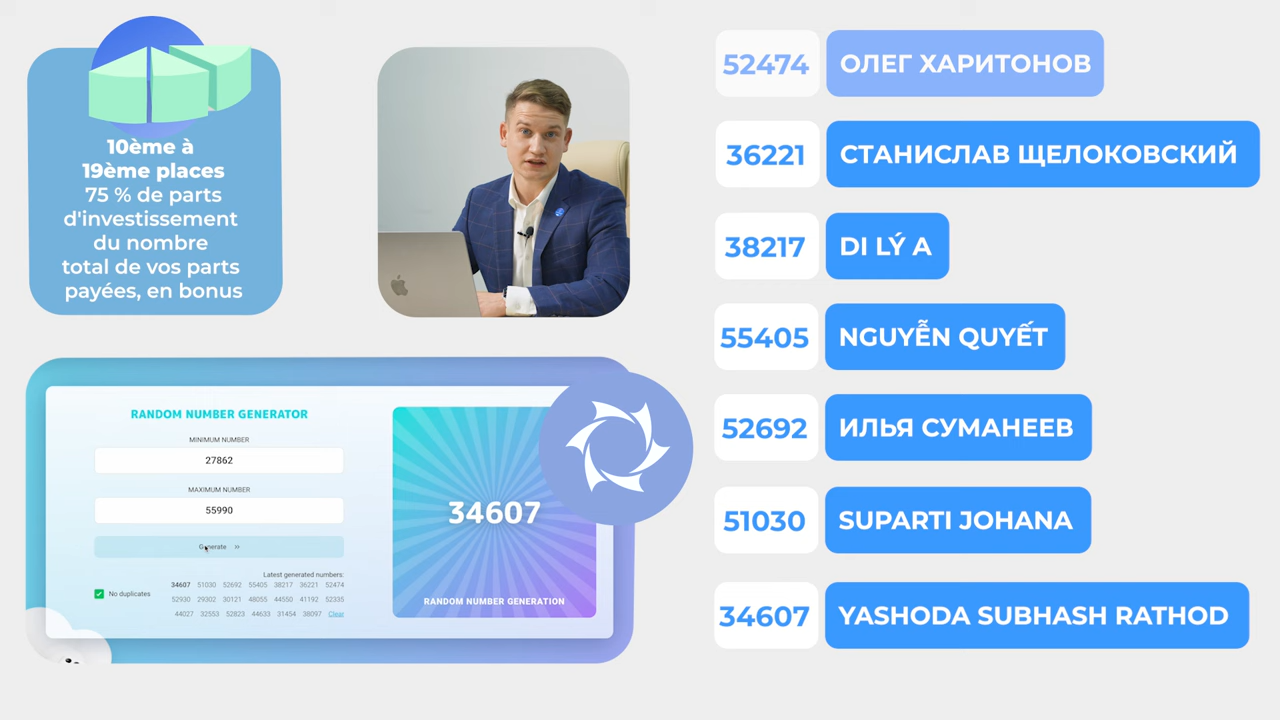 10ème à
19ème places
75 % de parts
d'investissement
du nombre
total de vos parts
payées, en bonus
RANDOM NUMBER GENERATOR
MINIMUM NUMBER
27862
MAXIMUM NUMBER
55990
Generate »
Latest generated numbers:
No duplicates
34607 51030 52692 55405 38217 36221 52474
52930 29302 30121 48055 44550 41192 52335
44027 32553 52823 44633 31454 38097 Clear
34607
RANDOM NUMBER GENERATION
52474 ОЛЕГ ХАРИТОНОВ
36221 СТАНИСЛАВ ЩЕЛОКОВСКИЙ
38217 DI LÝ A
55405 NGUYỄN QUYẾT
52692 ИЛЬЯ СУМАНЕЕВ
51030 SUPARTI JOHANA
34607 YASHODA SUBHASH RATHOD